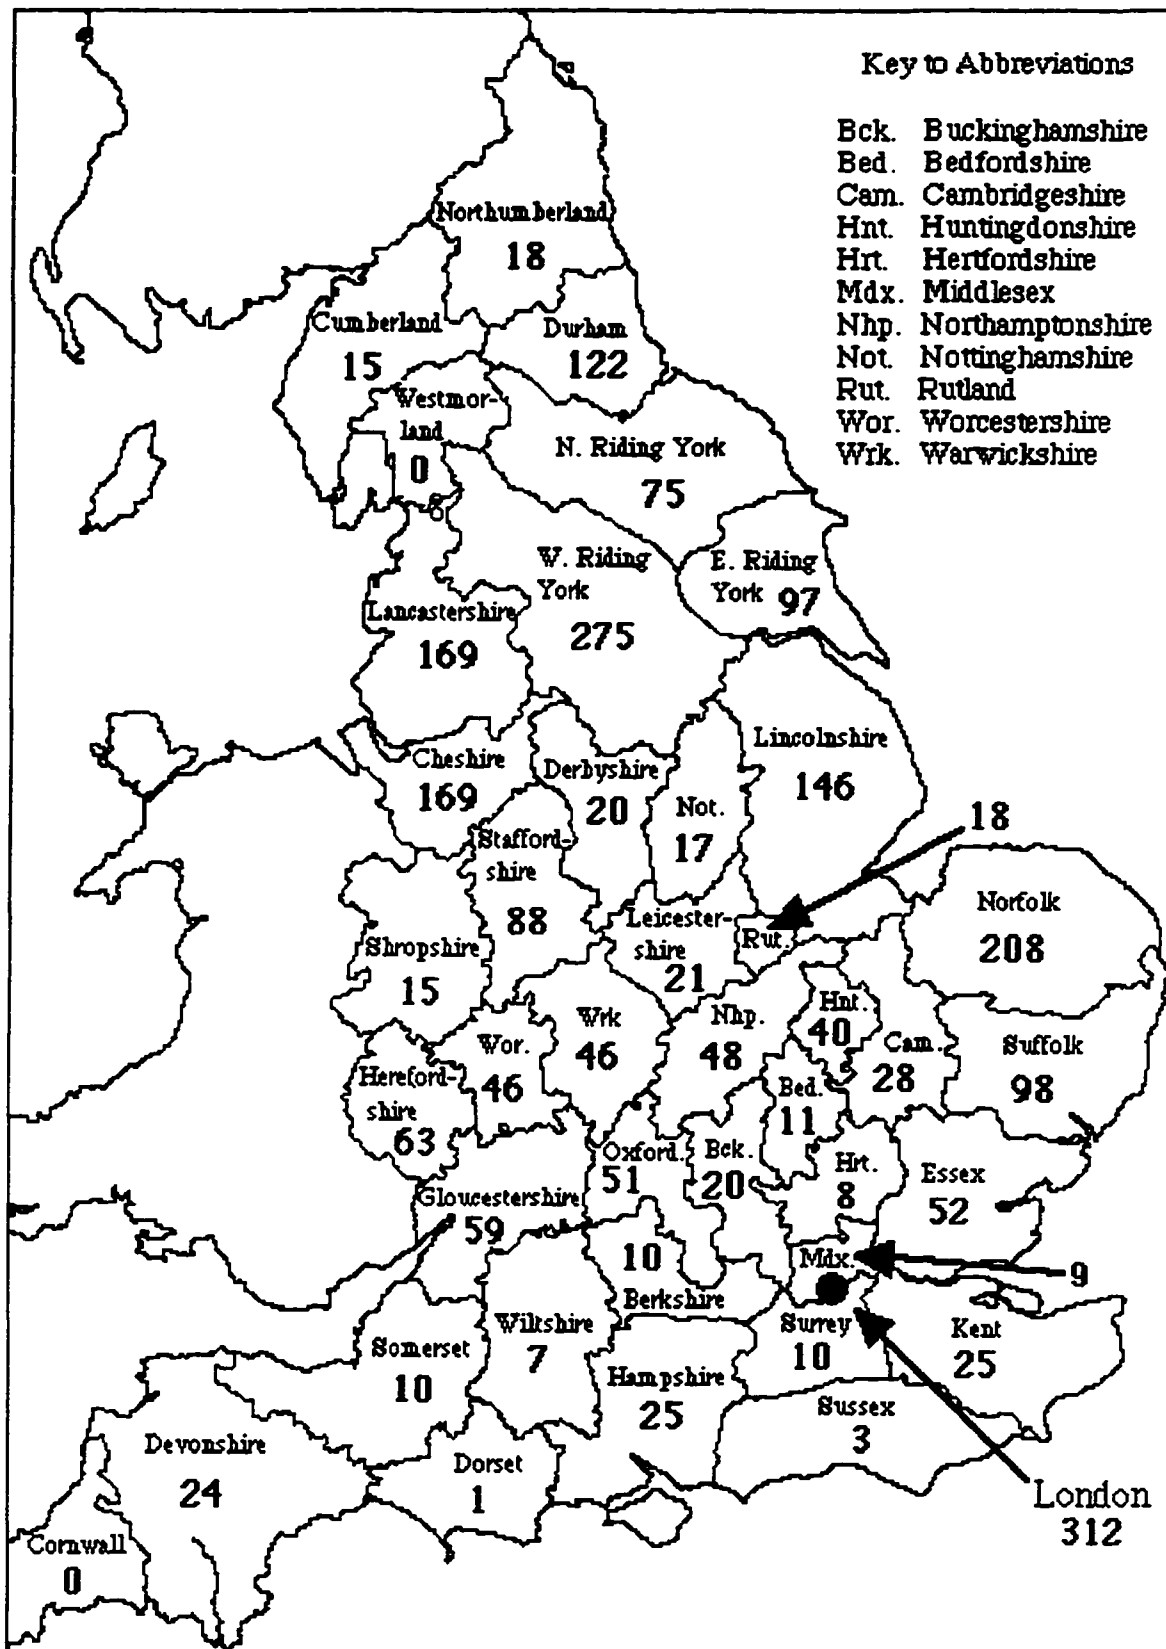 Key to Abbreviations
Bck. Buckinghamshire
Bed. Bedfordshire
Cam. Cambridgeshire
Hnt. Huntingdonshire
Hrt. Hertfordshire
Mdx. Middlesex
Nhp. Northamptonshire
Not. Nottinghamshire
Rut. Rutland
Wor. Worcestershire
Wrk. Warwickshire
Northumberland
18
Cumberland
15
Durham
122
Westmor-
land
0
N. Riding York
75
W. Riding
York
275
E. Riding
York 97
Lancastershire
169
Cheshire
169
Derbyshire
20
Not.
17
Lincolnshire
146
18
Stafford-
shire
88
Leicester-
shire
21
Rut.
Norfolk
208
Shropshire
15
Wrk
46
Nhp.
48
Hnt.
40
Cam.
28
Suffolk
98
Wor.
46
Hereford-
shire
63
Bed.
11
Oxford.
51
Bck.
20
Hrt.
8
Essex
52
Gloucestershire
59
10
Berkshire
Mdx.
9
Somerset
10
Wiltshire
7
Hampshire
25
Surrey
10
Kent
25
Sussex
3
Devonshire
24
Dorset
1
London
312
Cornwall
0